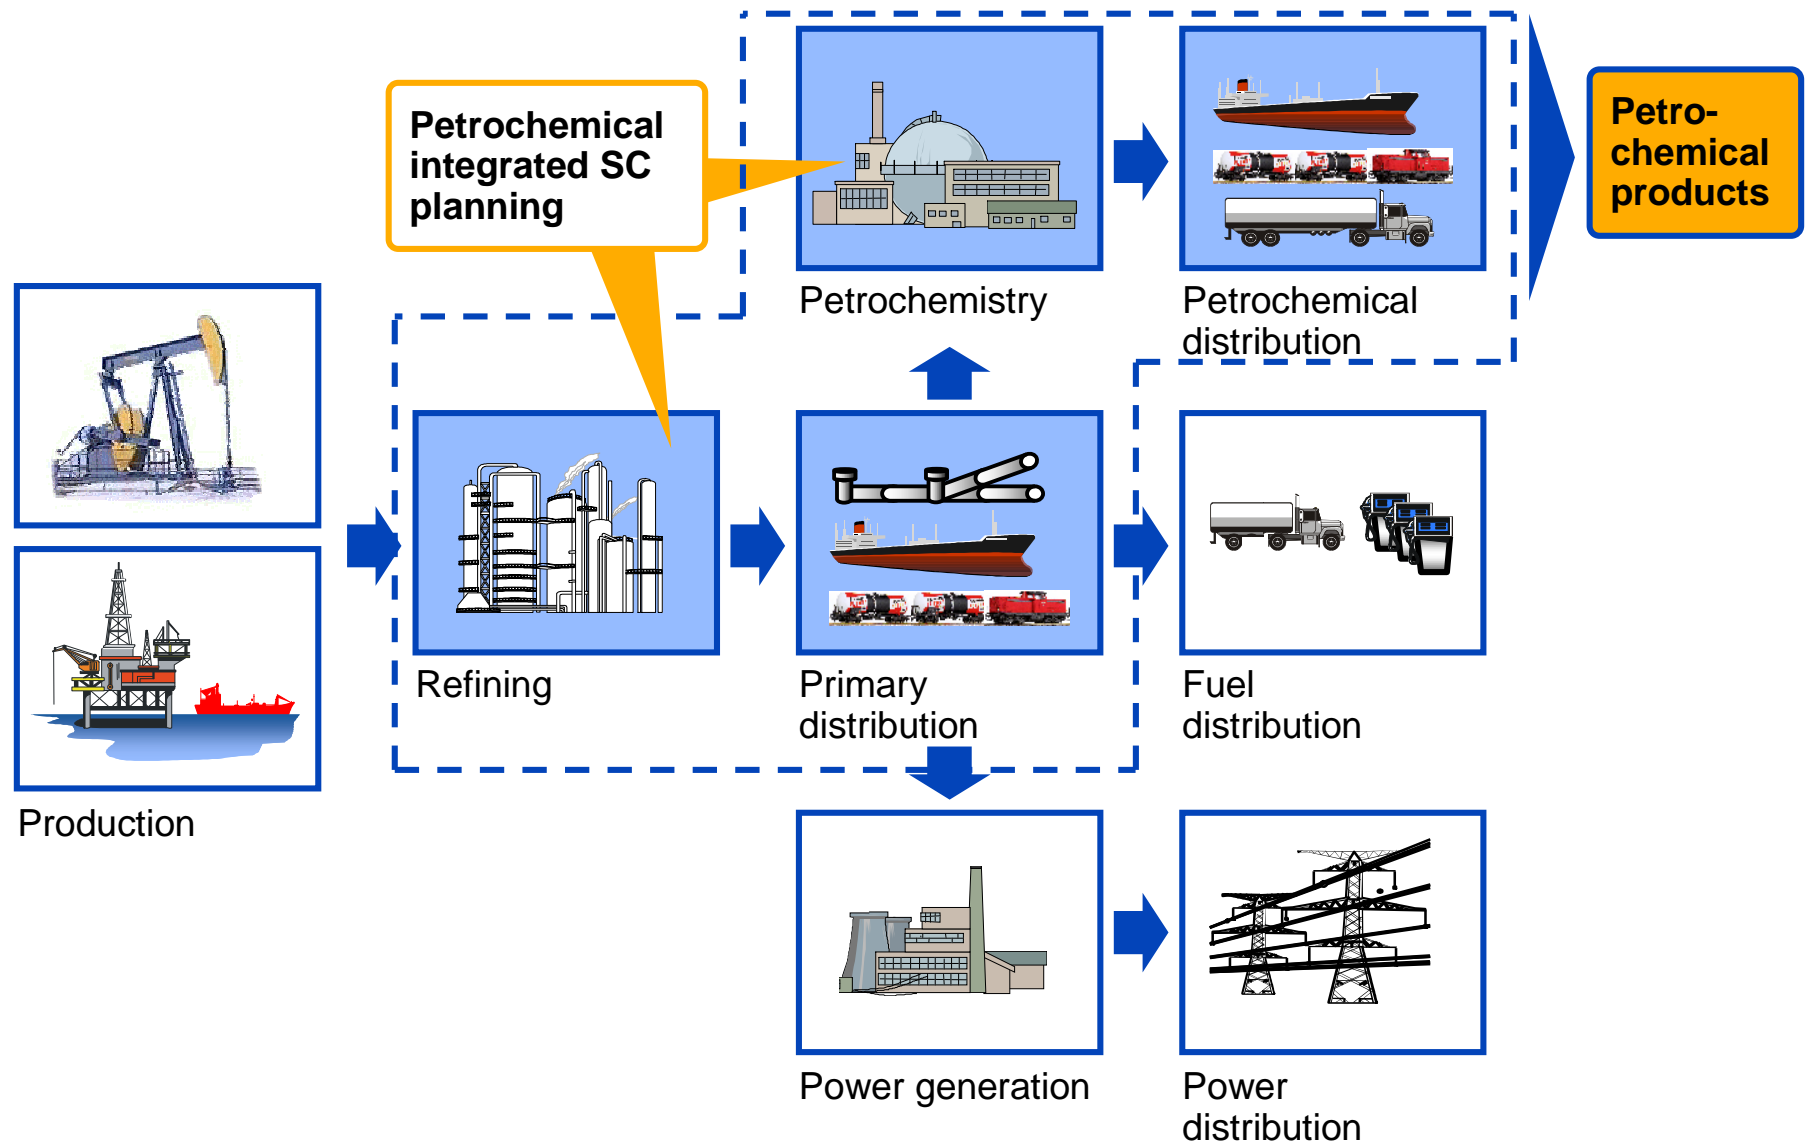 Petrochemical
integrated SC
planning
Petro-
chemical
products
Petrochemistry
Petrochemical
distribution
Production
Refining
Primary
distribution
Fuel
distribution
Power generation
Power
distribution